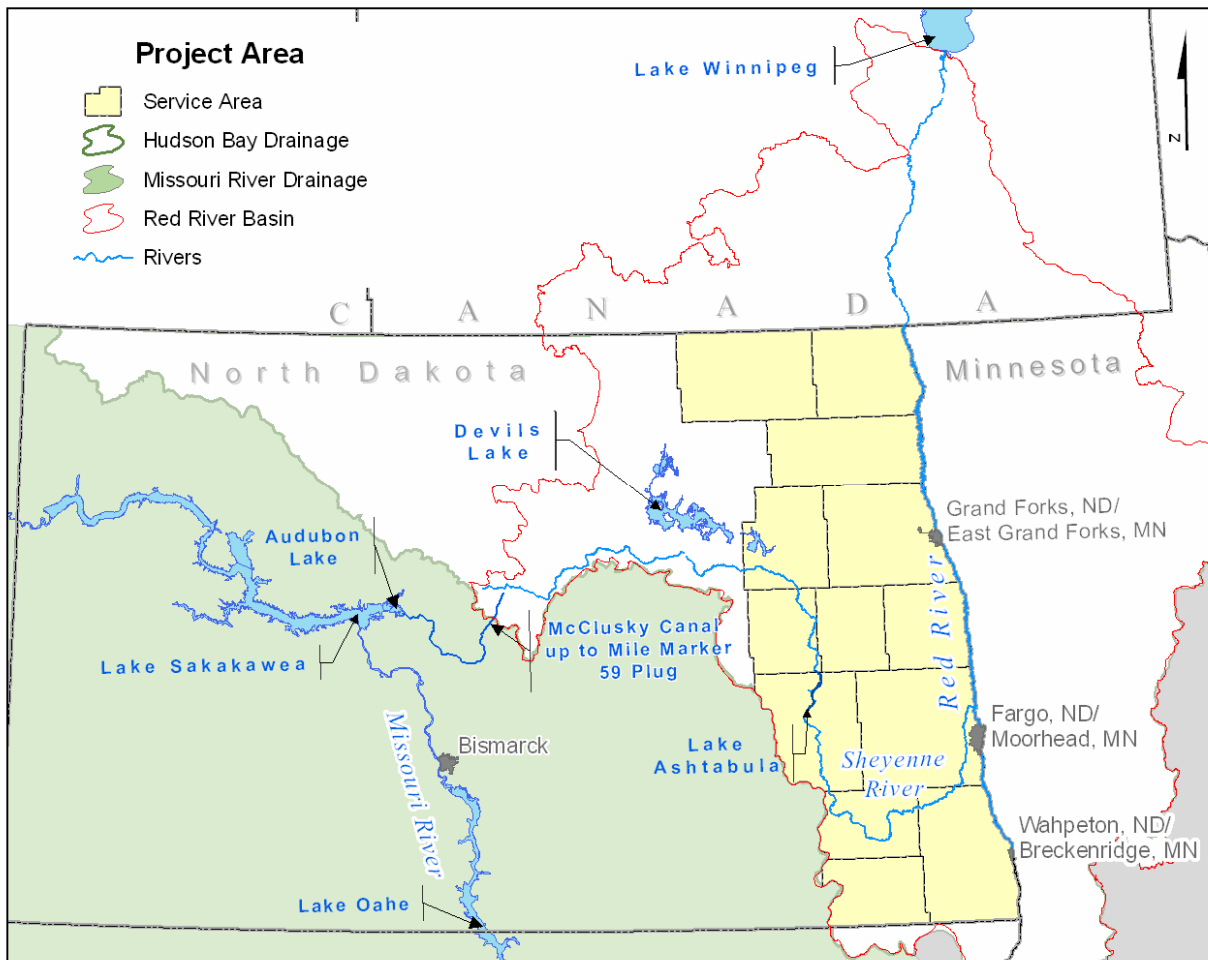 Project Area
Service Area
Hudson Bay Drainage
Missouri River Drainage
Red River Basin
Rivers
Lake Winnipeg
N
C A N A D A
North Dakota
Minnesota
Devils
Lake
Audubon
Lake
Grand Forks, ND/
East Grand Forks, MN
Lake Sakakawea
McClusky Canal
up to Mile Marker
59 Plug
Red River
Missouri River
Bismarck
Lake
Ashtabula
Sheyenne
River
Fargo, ND/
Moorhead, MN
Wahpeton, ND/
Breckenridge, MN
Lake Oahe